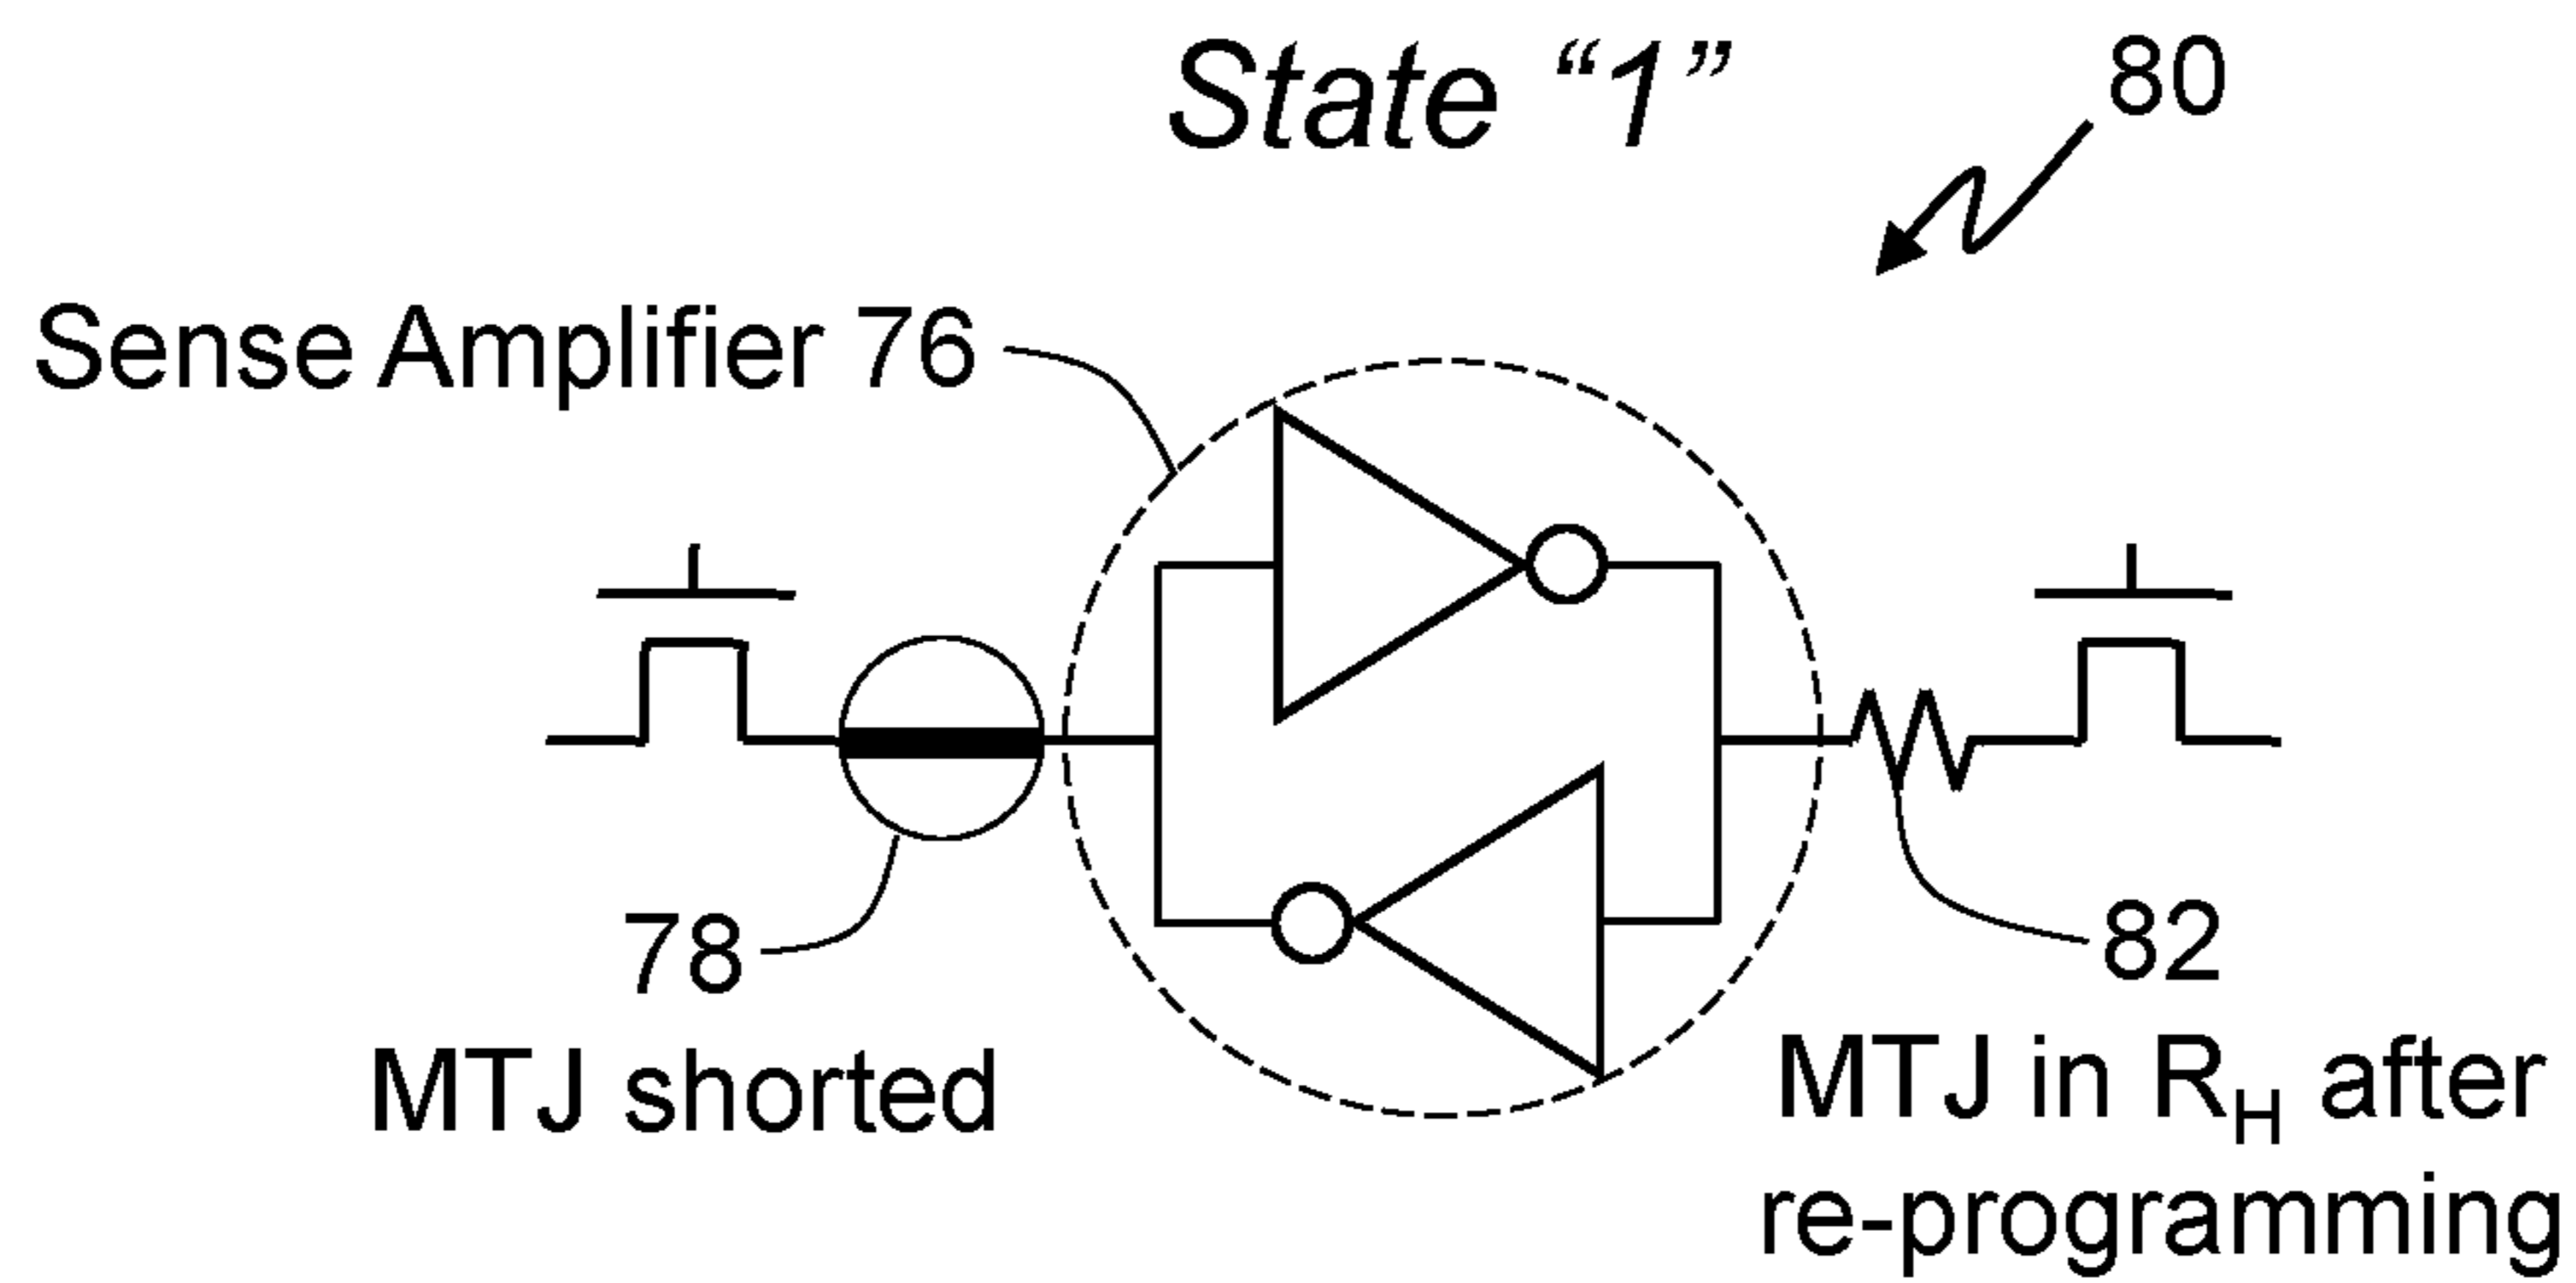 State “1”
80
Sense Amplifier 76
78
MTJ shorted
82
MTJ in RH after
re-programming